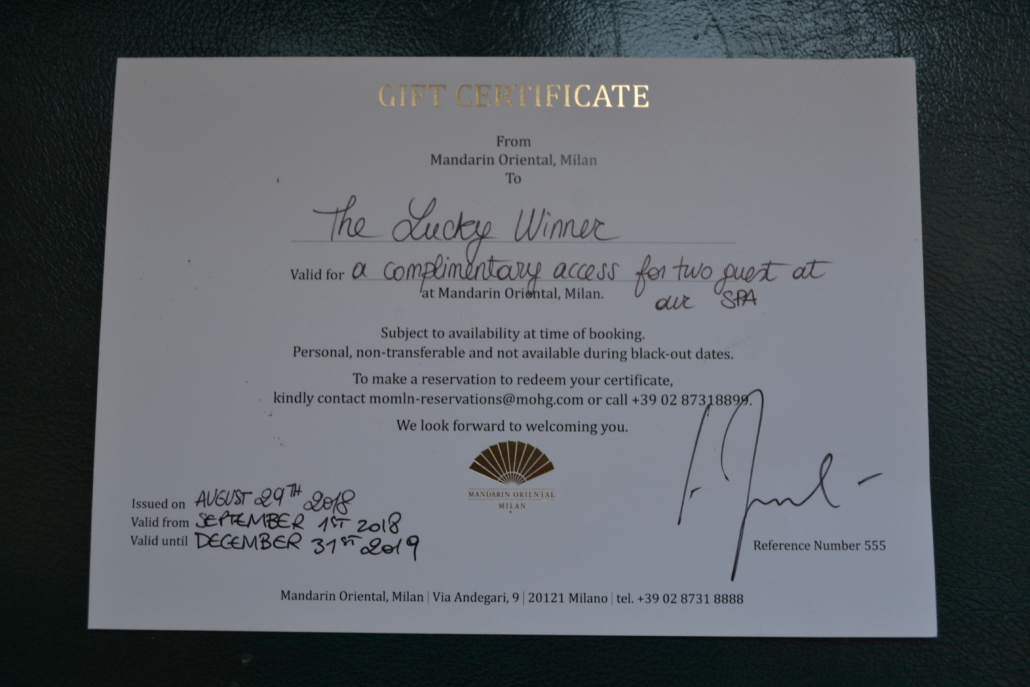 GIFT CERTIFICATE
From
Mandarin Oriental, Milan
To
The Lucky Winner
Valid for a complimentary access for two guest at
our SPA
at Mandarin Oriental, Milan.
Subject to availability at time of booking.
Personal, non-transferable and not available during black-out dates.
To make a reservation to redeem your certificate,
kindly contact momln-reservations@mohg.com or call +39 02 87318899.
We look forward to welcoming you.
MANDARIN ORIENTAL
MILAN
Issued on AUGUST 29TH 2018
Valid from SEPTEMBER 1ST 2018
Valid until DECEMBER 31ST 2019
Reference Number 555
Mandarin Oriental, Milan | Via Andegari, 9 | 20121 Milano | tel. +39 02 8731 8888